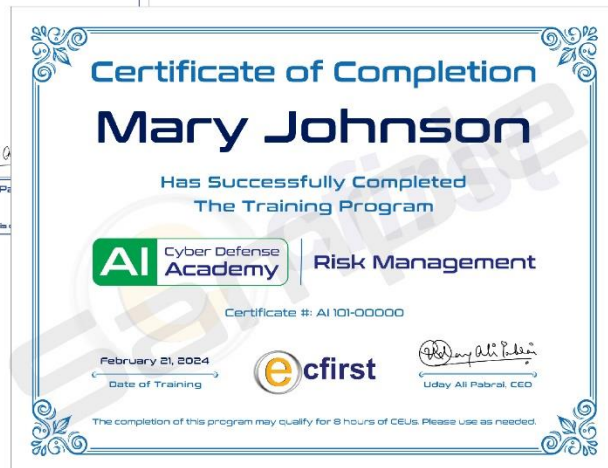 Certificate of Completion
Mary Johnson
Has Successfully Completed
The Training Program
AI Cyber Defense Academy | Risk Management
Certificate #: AI 101-00000
February 21, 2024
Date of Training
ecfirst
Uday Ali Pabrai, CEO
The completion of this program may qualify for 8 hours of CEUs. Please use as needed.
Sample